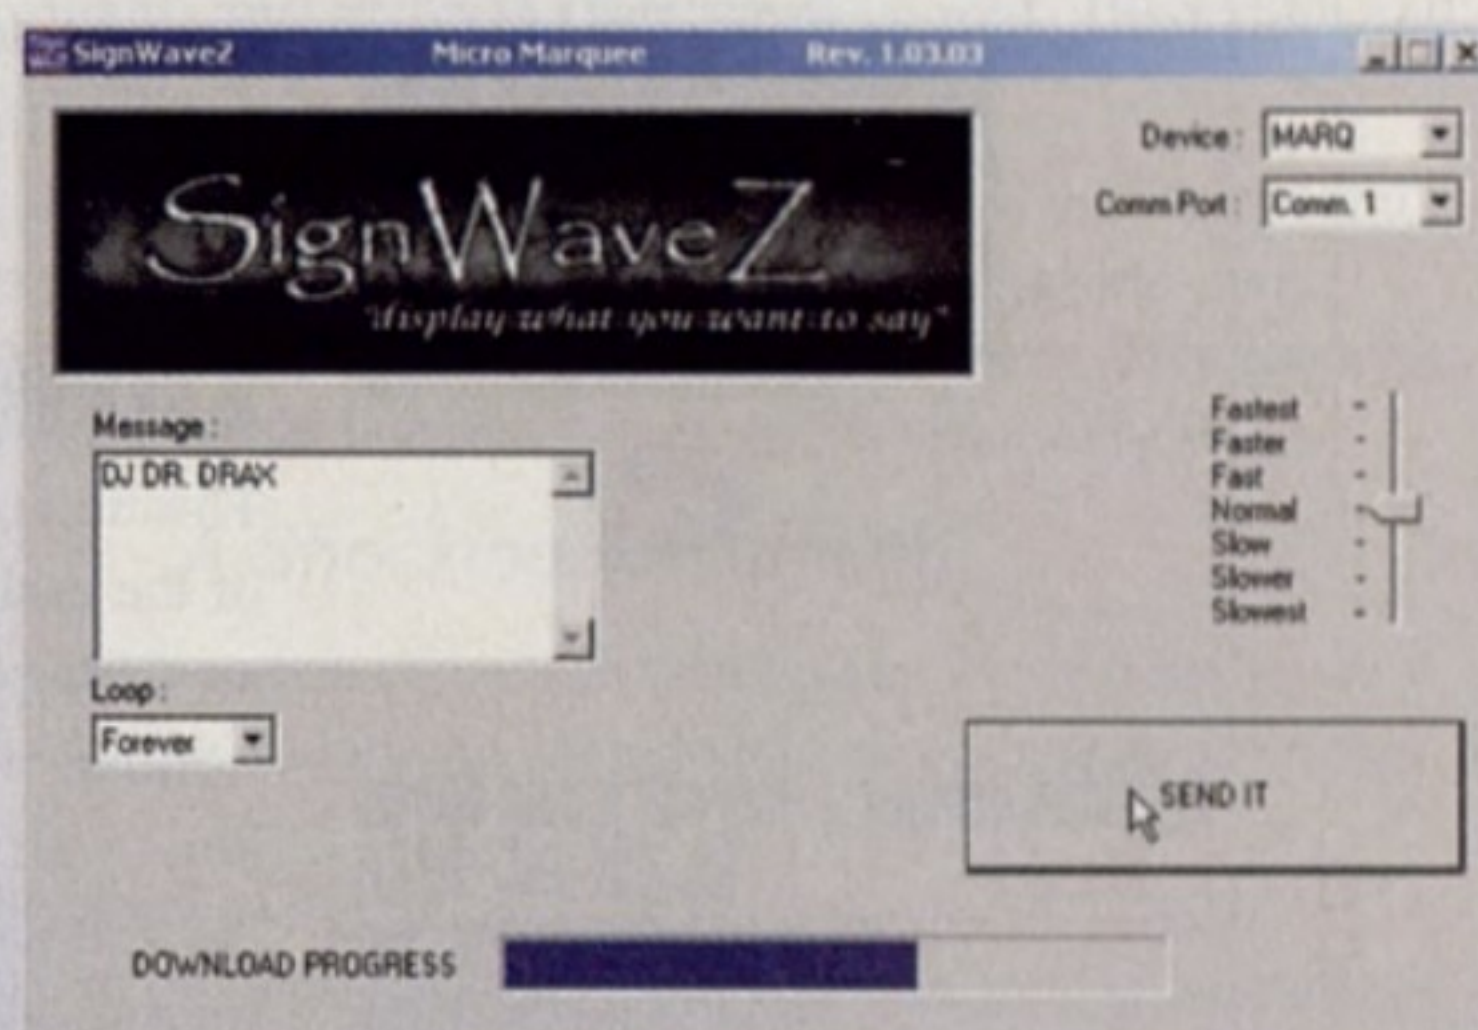 SignWaveZ Micro Marquee Rev. 1.03.03
SignWaveZ
"display what you want to say"
Device : MARQ
Comm Port : Comm. 1
Message :
DJ DR. DRAX
Fastest
Faster
Fast
Normal
Slow
Slower
Slowest
Loop :
Forever
SEND IT
DOWNLOAD PROGRESS